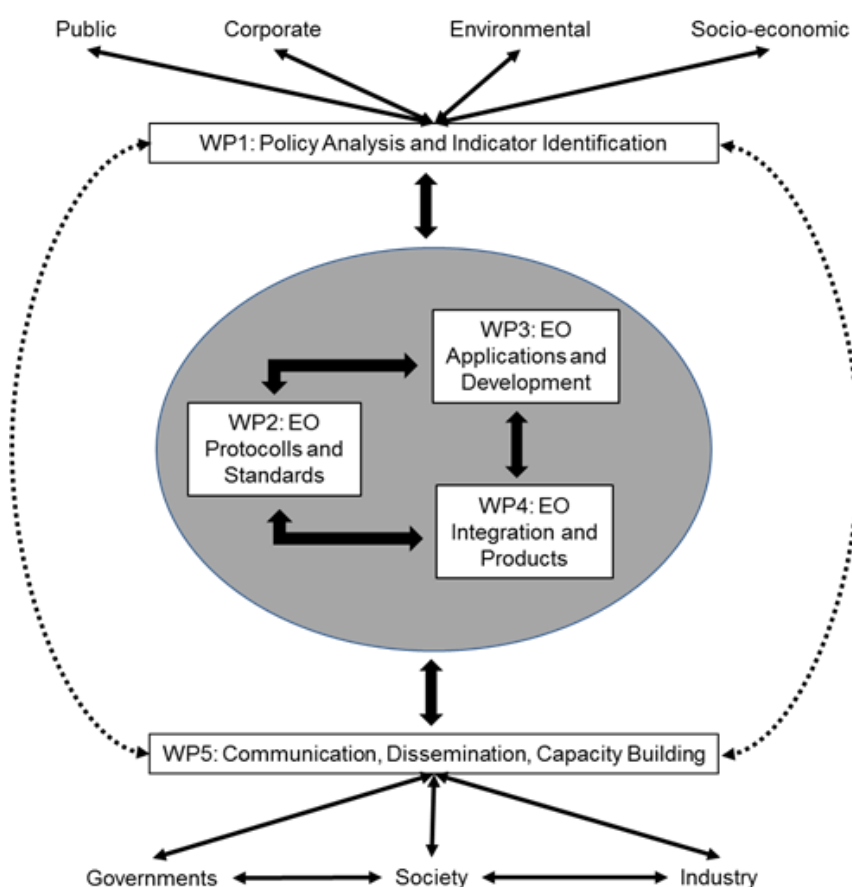 Public Corporate Environmental Socio-economic
WP1: Policy Analysis and Indicator Identification
WP3: EO
Applications and
Development
WP2: EO
Protocolls and
Standards
WP4: EO
Integration and
Products
WP5: Communication, Dissemination, Capacity Building
Governments Society Industry